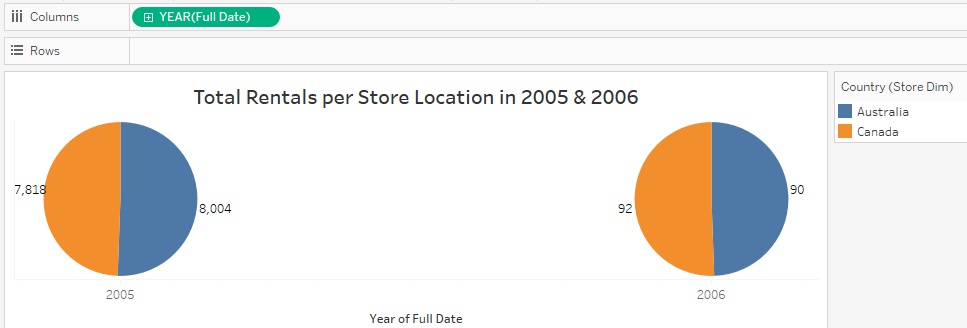 Columns
YEAR(Full Date)
Rows
Total Rentals per Store Location in 2005 & 2006
7,818
8,004
92
90
2005
2006
Year of Full Date
Country (Store Dim)
Australia
Canada